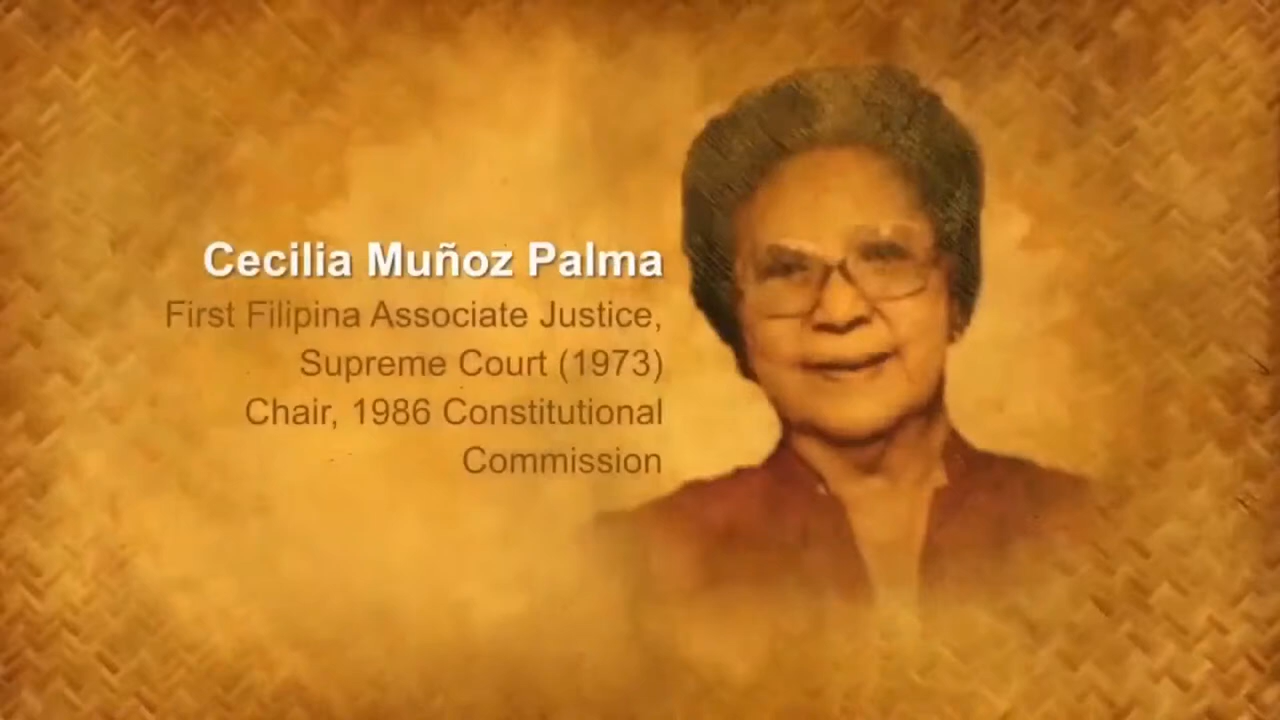 Cecilia Muñoz Palma
First Filipina Associate Justice,
Supreme Court (1973)
Chair, 1986 Constitutional
Commission